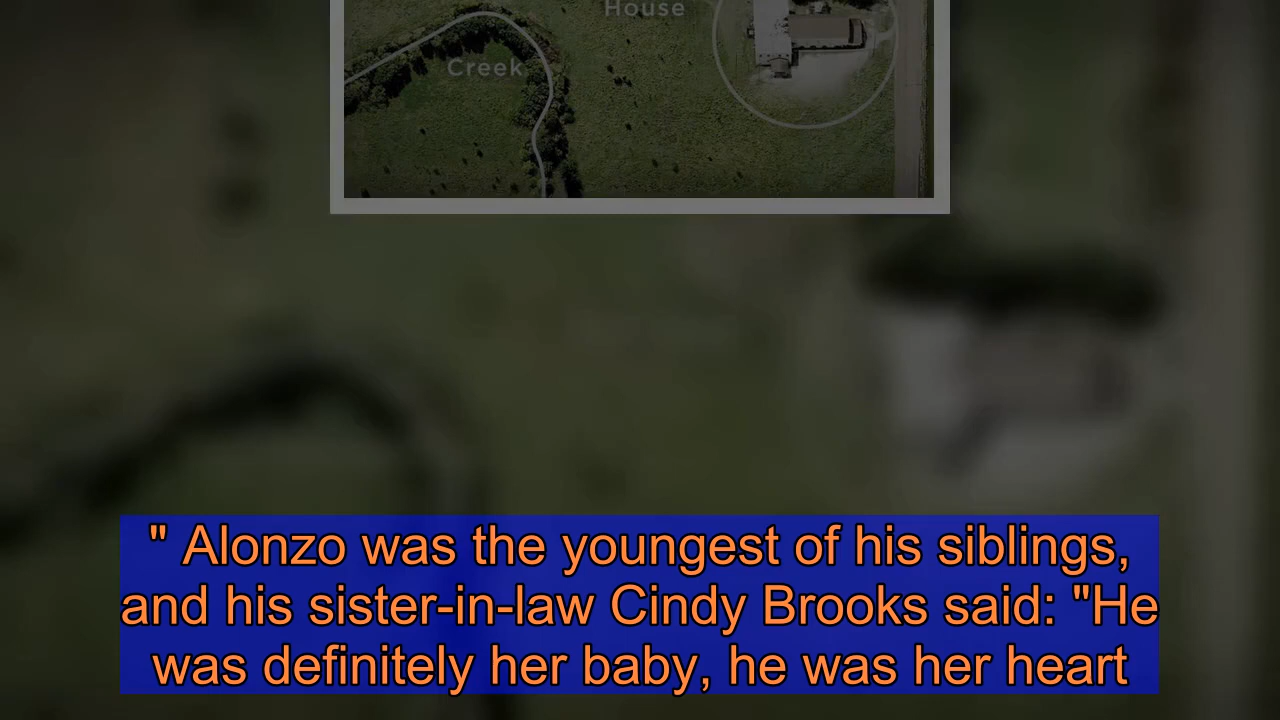 House
Creek
" Alonzo was the youngest of his siblings,
and his sister-in-law Cindy Brooks said: "He
was definitely her baby, he was her heart